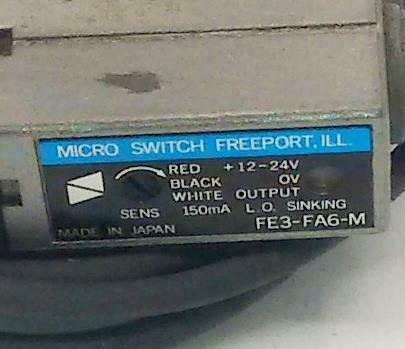 MICRO SWITCH FREEPORT, ILL.
RED +12-24V
BLACK 0V
WHITE OUTPUT
SENS 150mA L.O. SINKING
MADE IN JAPAN FE3-FA6-M